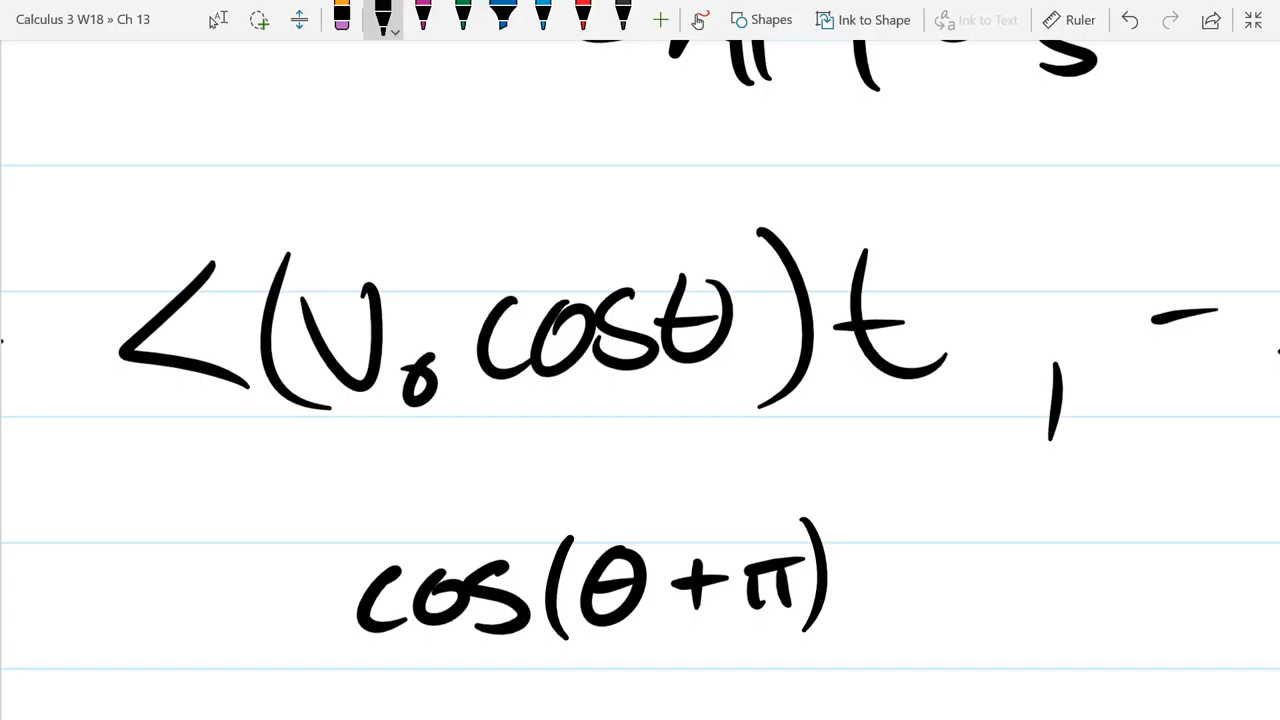 Calculus 3 W18 » Ch 13 Shapes Ink to Shape Ink to Text Ruler
<(v₀ cosθ)t , -
cos(θ+π)